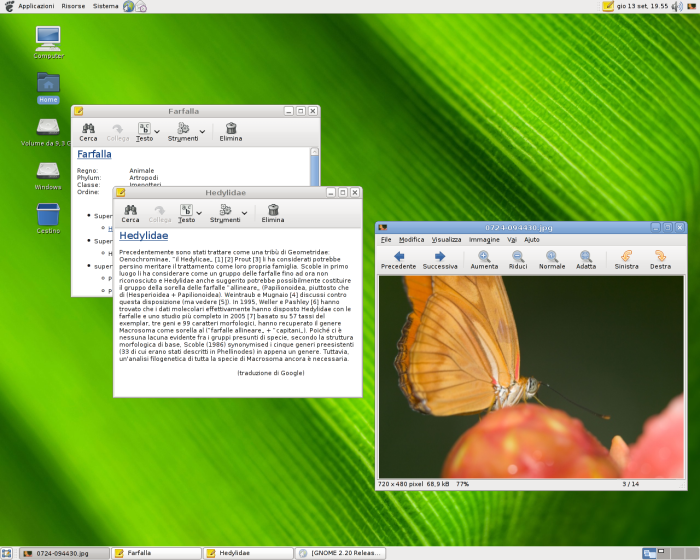 Applicazioni Risorse Sistema
gio 13 set, 19.55
Computer
Home
Volume da 9,3 G
Windows
Cestino
Farfalla
Cerca Collega Testo Strumenti Elimina
Farfalla
Regno: Animale
Phylum: Artropodi
Classe: Imenotteri
Ordine:
Super
H
Super
H
super
P
P
Hedylidae
Cerca Collega Testo Strumenti Elimina
Hedylidae
Precedentemente sono stati trattare come una tribù di Geometridae:
Oenochrominae, "il Hedylicae„ [1] [2] Prout [3] li ha considerati potrebbe
persino meritare il trattamento come loro propria famiglia. Scoble in primo
luogo li ha considerare come un gruppo delle farfalle fino ad ora non
riconosciuto e Hedylidae anche suggerito potrebbe possibilmente costituire
il gruppo della sorella delle farfalle "allineare„ (Papilionoidea, piuttosto che
di (Hesperioidea + Papilionoidea). Weintraub e Mugnaio [4] discussi contro
questa disposizione (ma vedere [5]). In 1995, Weller e Pashley [6] hanno
trovato che i dati molecolari effettivamente hanno disposto Hedylidae con le
farfalle e uno studio più completo in 2005 [7] basato su 57 tassi del
exemplar, tre geni e 99 caratteri morfologici, hanno recuperato il genere
Macrosoma come sorella al ("farfalle allineare„ + "capitani„). Poiché ci è
nessuna lacuna evidente fra i gruppi presunti di specie, secondo la struttura
morfologica di base, Scoble (1986) synonymised i cinque generi preesistenti
(33 di cui erano stati descritti in Phellinodes) in appena un genere. Tuttavia,
un'analisi filogenetica di tutta la specie di Macrosoma ancora è necessaria.
(traduzione di Google)
0724-094430.jpg
File Modifica Visualizza Immagine Vai Aiuto
Precedente Successiva Aumenta Riduci Normale Adatta Sinistra Destra
720 x 480 pixel 68,9 kB 77% 3 / 14
0724-094430.jpg Farfalla Hedylidae [GNOME 2.20 Releas...